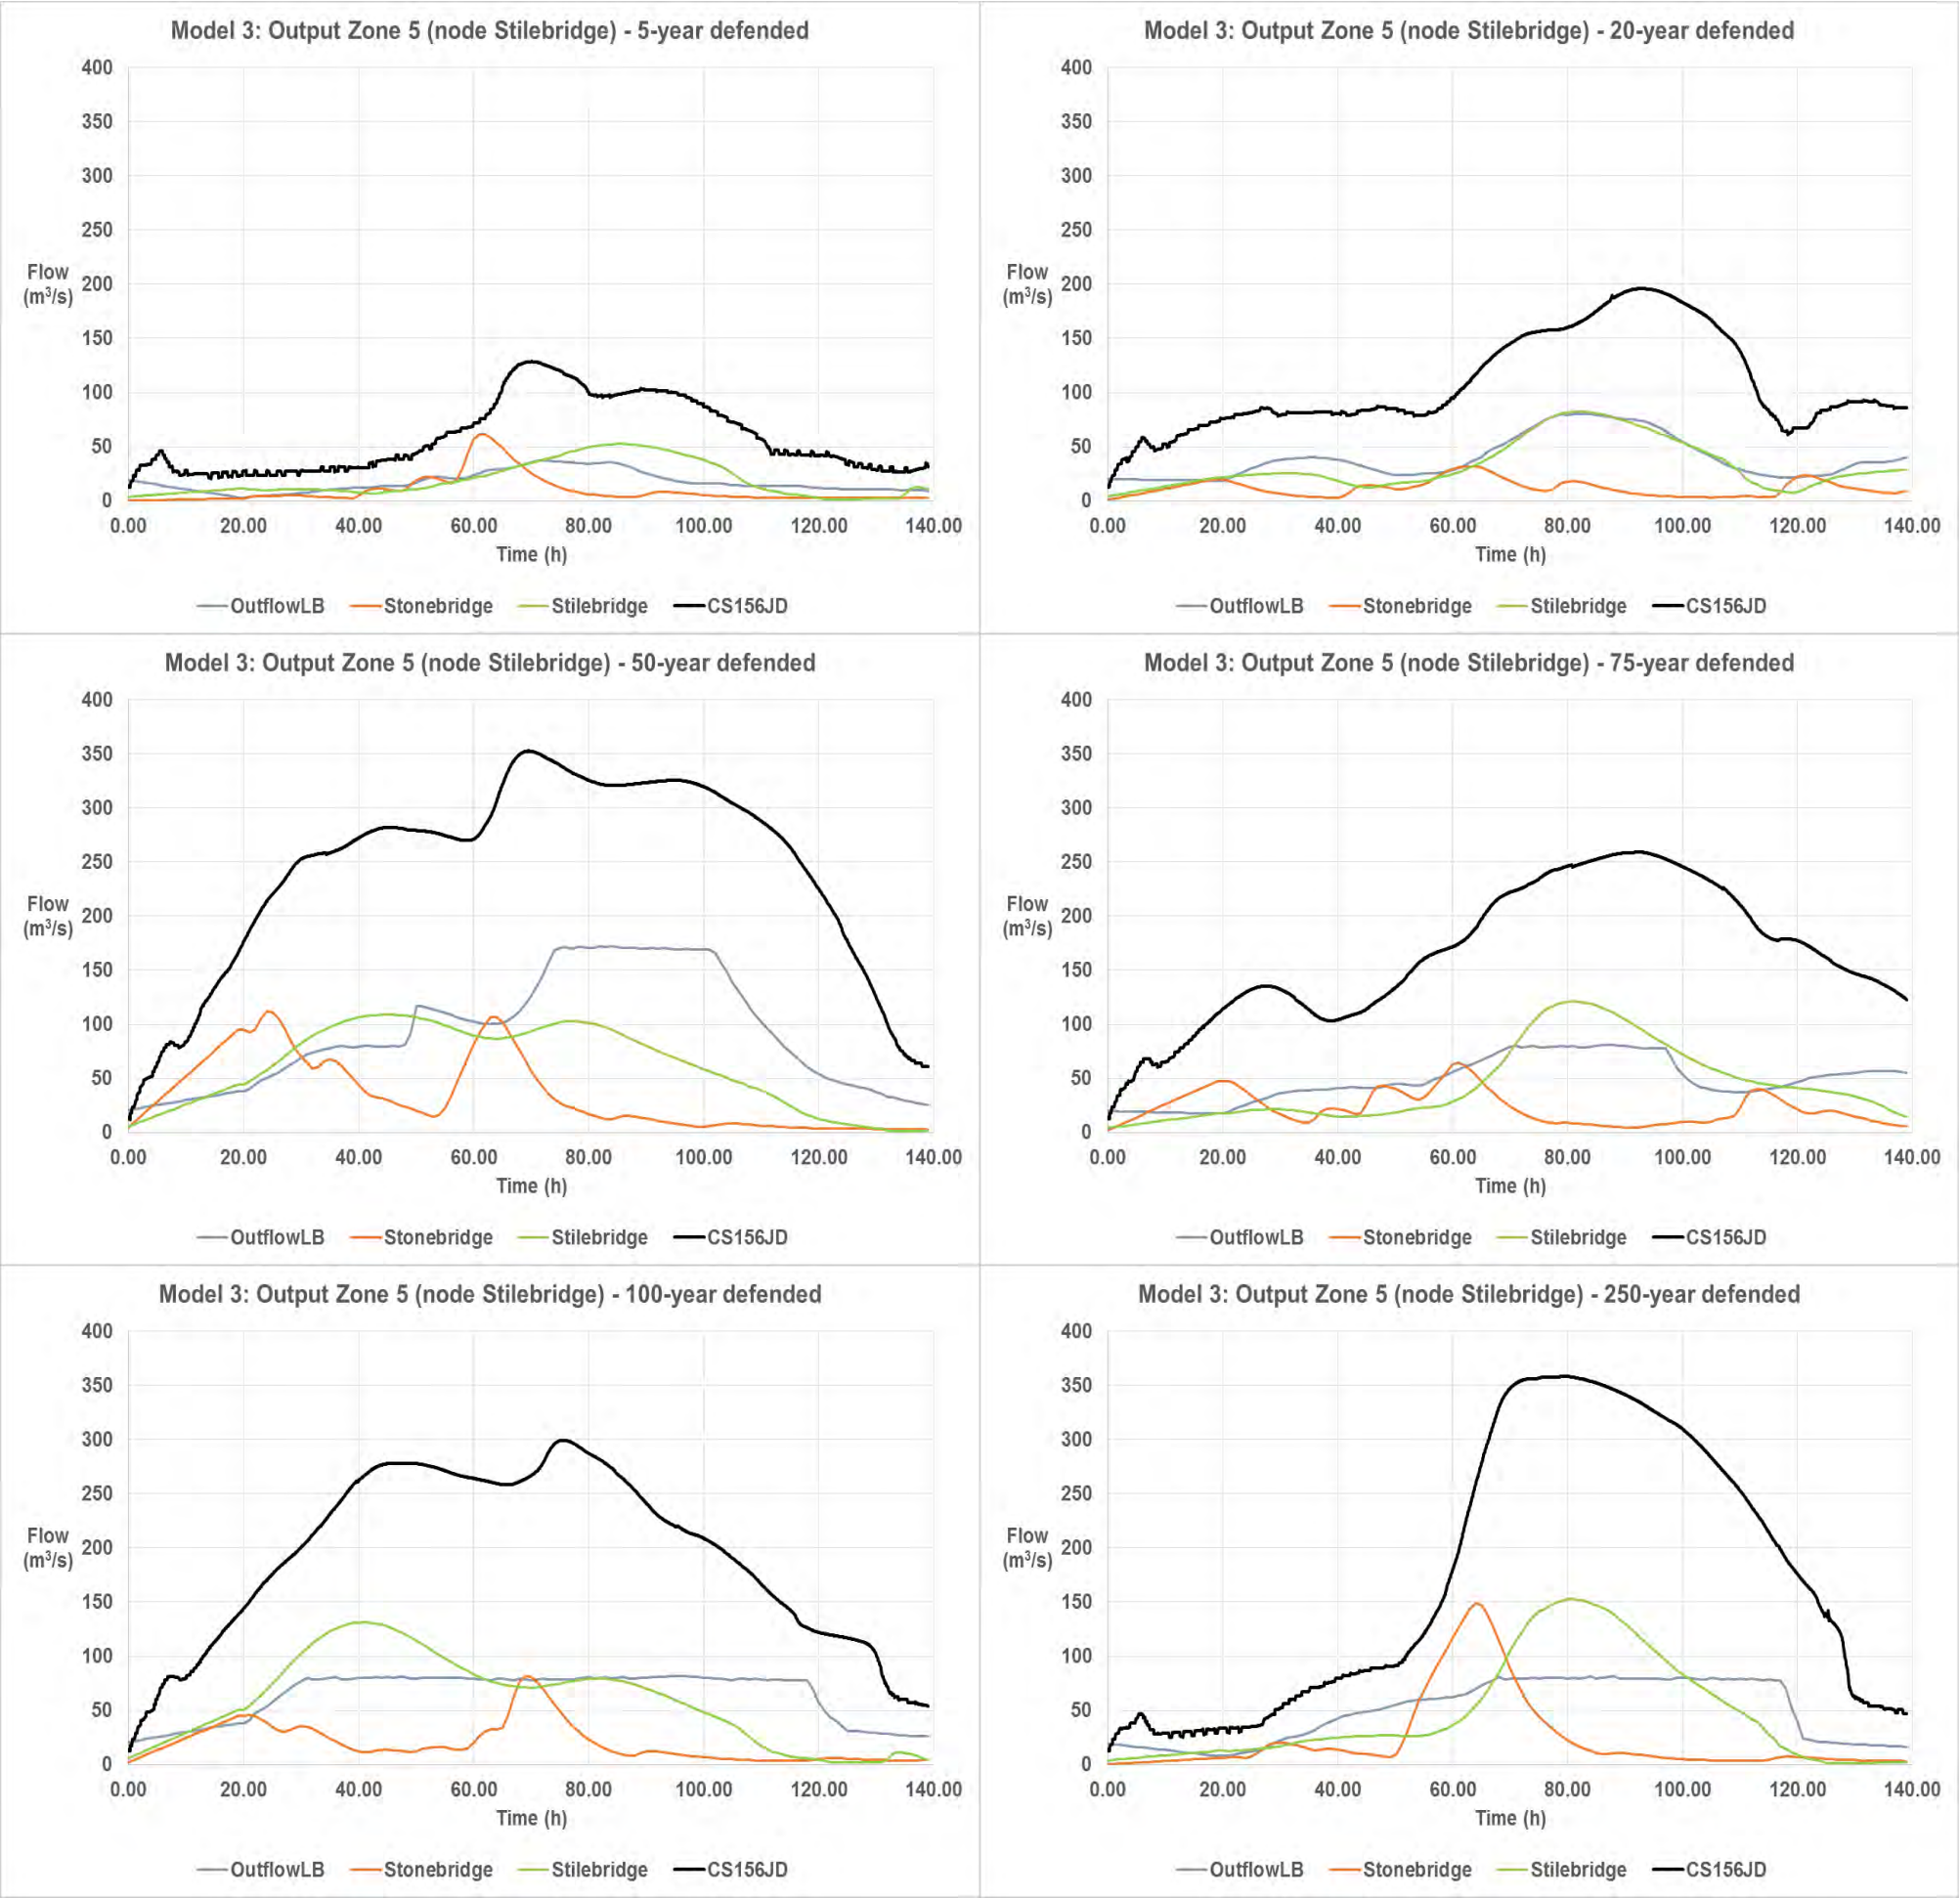 Model 3: Output Zone 5 (node Stilebridge) - 5-year defended
400
350
300
250
Flow
(m³/s)
200
150
100
50
0
0.00 20.00 40.00 60.00 80.00 100.00 120.00 140.00
Time (h)
OutflowLB Stonebridge Stilebridge CS156JD
Model 3: Output Zone 5 (node Stilebridge) - 20-year defended
400
350
300
250
Flow
(m³/s)
200
150
100
50
0
0.00 20.00 40.00 60.00 80.00 100.00 120.00 140.00
Time (h)
OutflowLB Stonebridge Stilebridge CS156JD
Model 3: Output Zone 5 (node Stilebridge) - 50-year defended
400
350
300
250
Flow
(m³/s)
200
150
100
50
0
0.00 20.00 40.00 60.00 80.00 100.00 120.00 140.00
Time (h)
OutflowLB Stonebridge Stilebridge CS156JD
Model 3: Output Zone 5 (node Stilebridge) - 75-year defended
400
350
300
250
Flow
(m³/s)
200
150
100
50
0
0.00 20.00 40.00 60.00 80.00 100.00 120.00 140.00
Time (h)
OutflowLB Stonebridge Stilebridge CS156JD
Model 3: Output Zone 5 (node Stilebridge) - 100-year defended
400
350
300
250
Flow
(m³/s)
200
150
100
50
0
0.00 20.00 40.00 60.00 80.00 100.00 120.00 140.00
Time (h)
OutflowLB Stonebridge Stilebridge CS156JD
Model 3: Output Zone 5 (node Stilebridge) - 250-year defended
400
350
300
250
Flow
(m³/s)
200
150
100
50
0
0.00 20.00 40.00 60.00 80.00 100.00 120.00 140.00
Time (h)
OutflowLB Stonebridge Stilebridge CS156JD